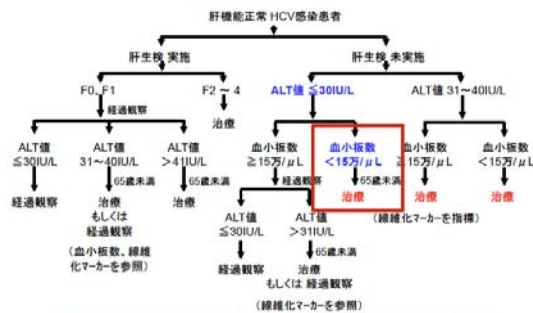 肝機能正常 HCV感染患者
肝生検 実施
肝生検 未実施
F0、F1
F2～4
ALT値 ≦30IU/L
ALT値 31～40IU/L
経過観察
治療
ALT値
≦30IU/L
ALT値
31～40IU/L
ALT値
>41IU/L
血小板数
≧15万/μL
血小板数
<15万/μL
血小板数
≧15万/μL
血小板数
<15万/μL
65歳未満
65歳未満
経過観察
65歳未満
経過観察
治療
もしくは
経過観察
治療
治療
治療
治療
(血小板数、線維
化マーカーを参照)
ALT値
≦30IU/L
ALT値
>31IU/L
(線維化マーカーを指標)
65歳未満
経過観察
治療
もしくは 経過観察
(線維化マーカーを参照)